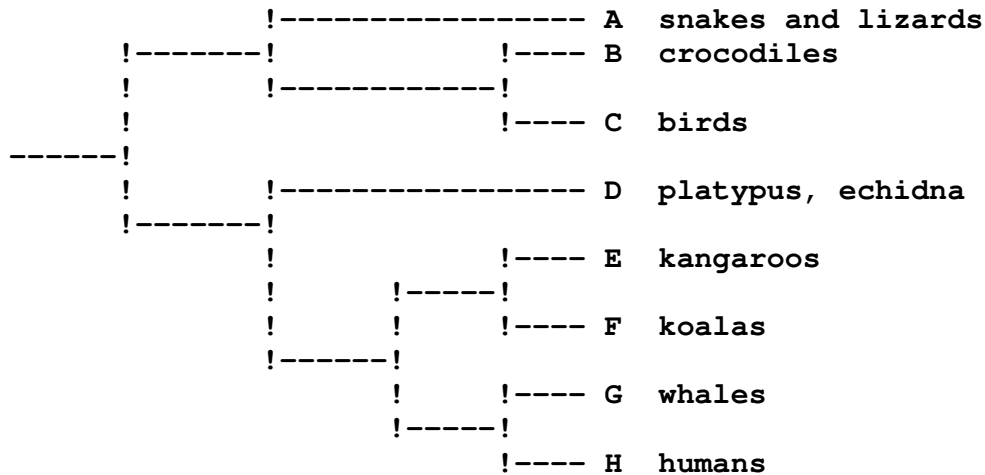 A snakes and lizards
B crocodiles
C birds
D platypus, echidna
E kangaroos
F koalas
G whales
H humans